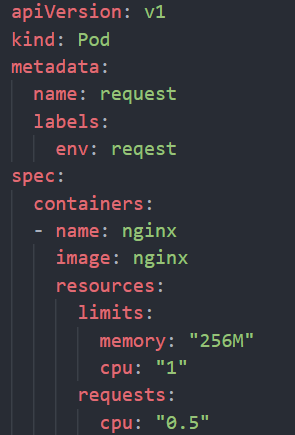 apiVersion: v1
kind: Pod
metadata:
  name: request
  labels:
    env: reqest
spec:
  containers:
  - name: nginx
    image: nginx
    resources:
      limits:
        memory: "256M"
        cpu: "1"
      requests:
        cpu: "0.5"